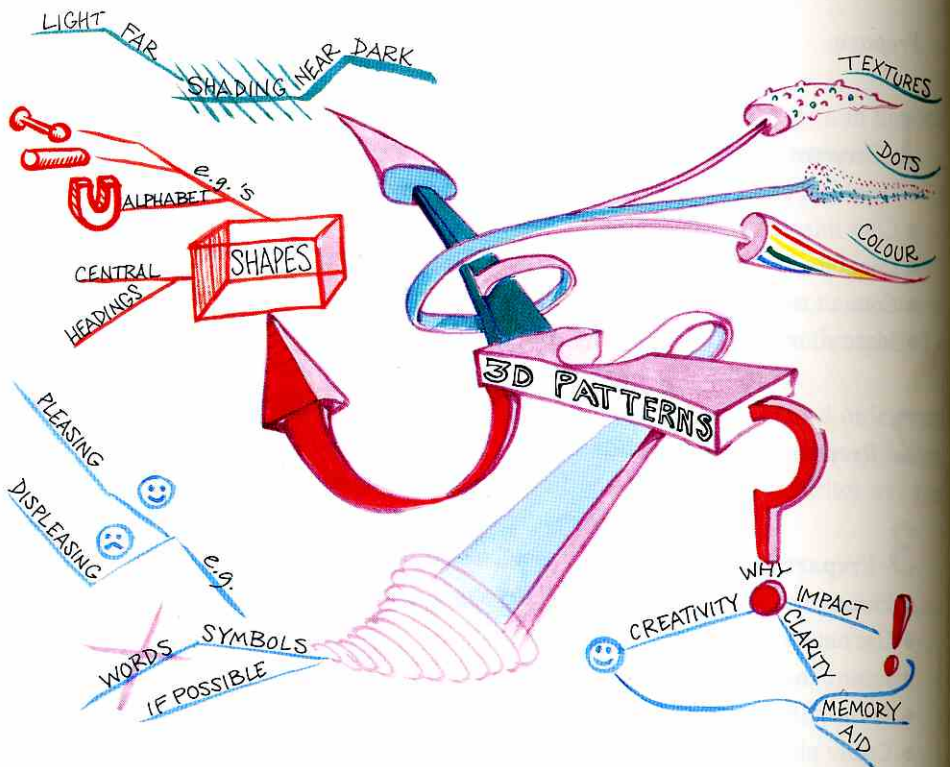 LIGHT
FAR
SHADING
NEAR
DARK
TEXTURES
DOTS
COLOUR
e.g.'s
ALPHABET
SHAPES
CENTRAL
HEADINGS
3D PATTERNS
PLEASING
DISPLEASING
e.g.
SYMBOLS
WORDS
IF POSSIBLE
WHY
CREATIVITY
IMPACT
CLARITY
!
MEMORY
AID